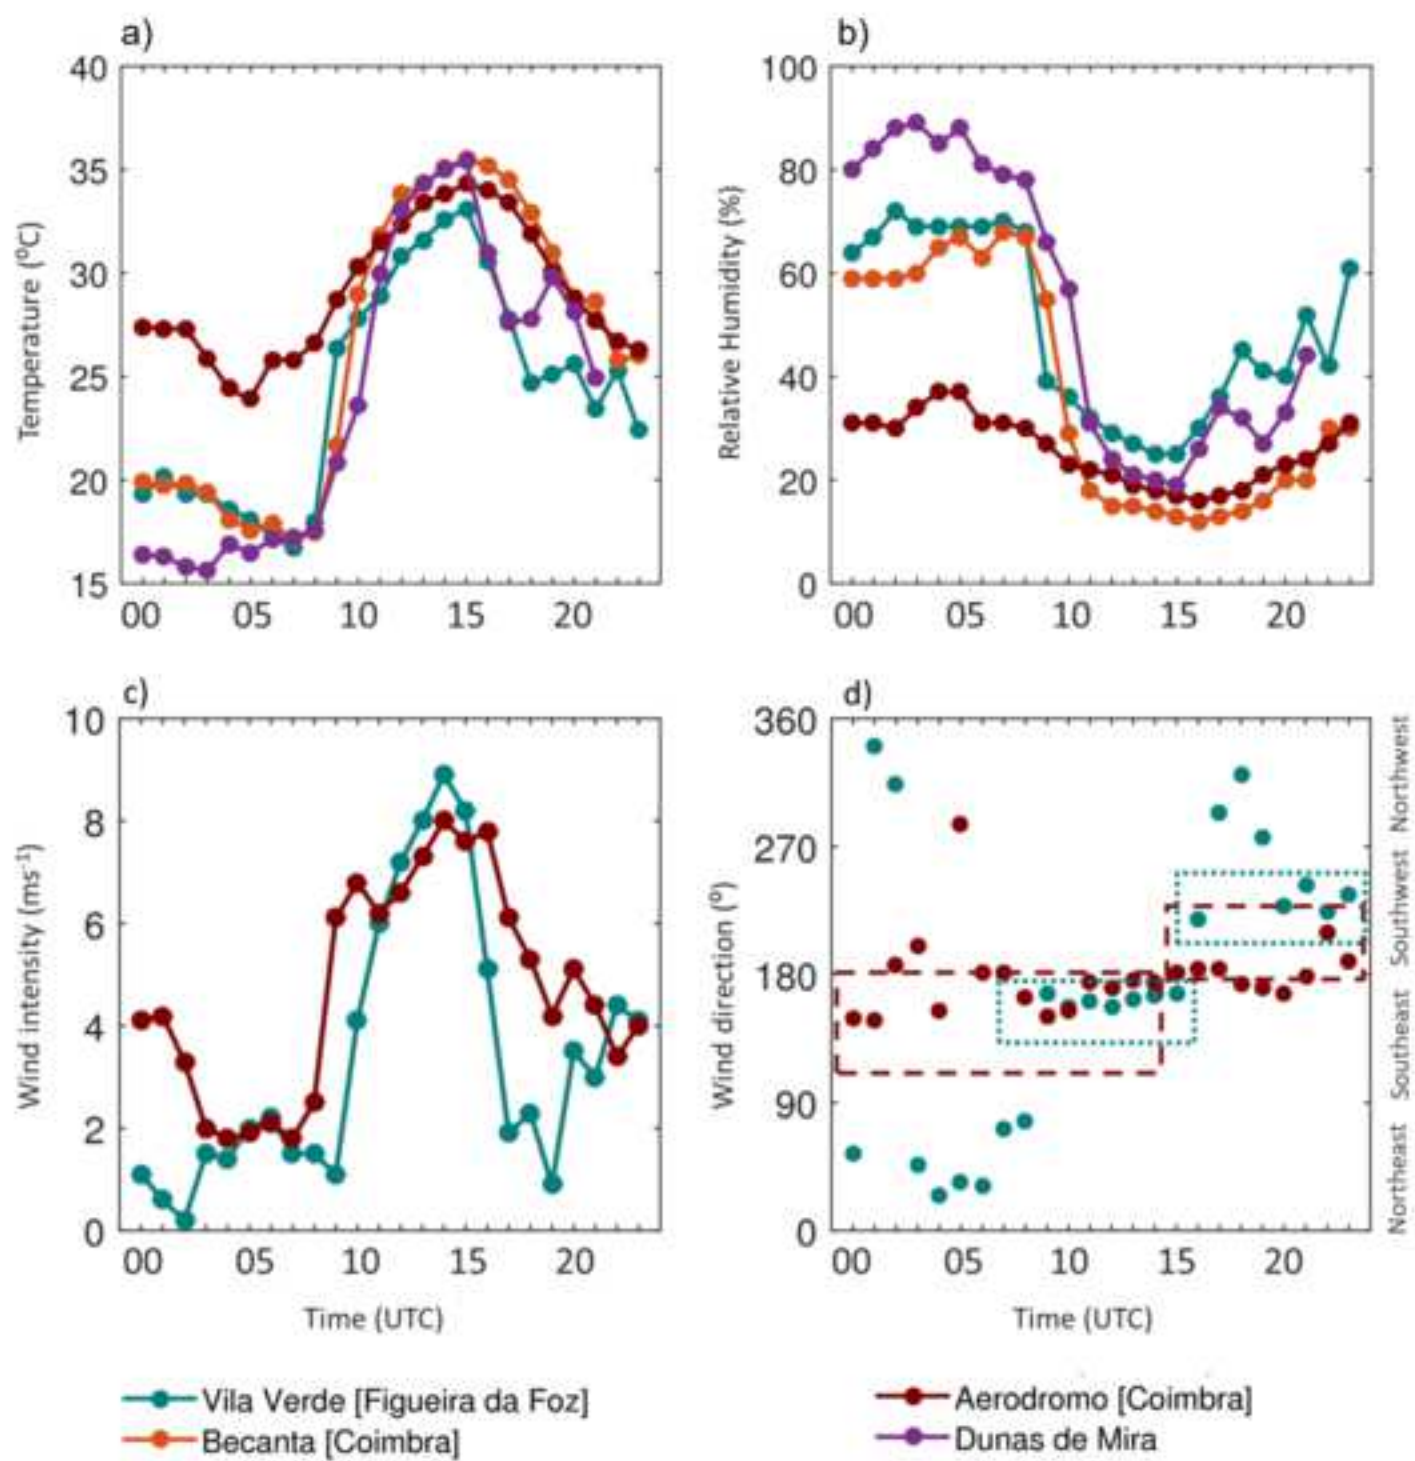 a)
40
35
30
25
20
15
Temperature (⁰C)
00 05 10 15 20
b)
100
80
60
40
20
0
Relative Humidity (%)
00 05 10 15 20
c)
10
8
6
4
2
0
Wind intensity (ms⁻¹)
00 05 10 15 20
Time (UTC)
d)
360
270
180
90
0
Wind direction (⁰)
Northeast Southeast Southwest Northwest
00 05 10 15 20
Time (UTC)
Vila Verde [Figueira da Foz]
Becanta [Coimbra]
Aerodromo [Coimbra]
Dunas de Mira